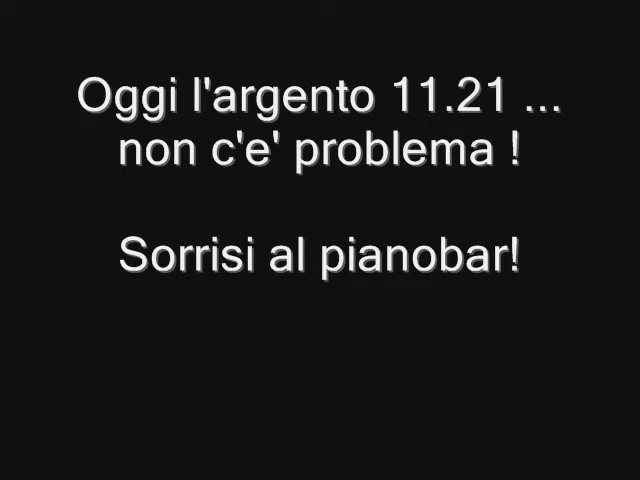 Oggi l'argento 11.21 ...
non c'e' problema !
Sorrisi al pianobar!